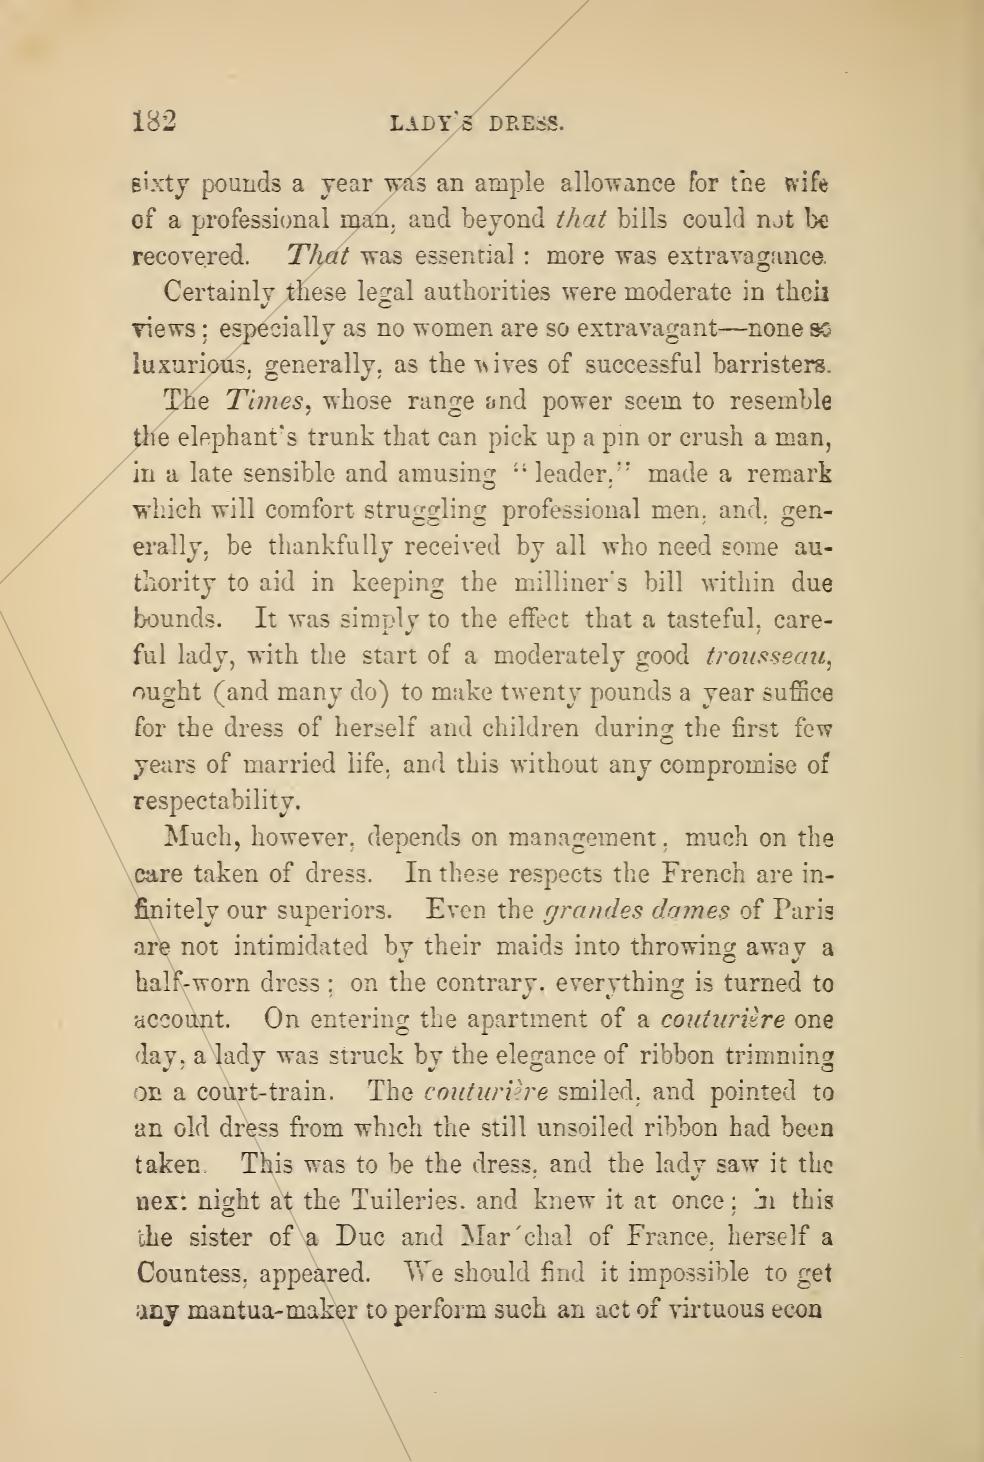 182 LADY'S DRESS.
sixty pounds a year was an ample allowance for the wife
of a professional man, and beyond that bills could not be
recovered. That was essential: more was extravagance.
Certainly these legal authorities were moderate in their
views; especially as no women are so extravagant—none so
luxurious, generally, as the wives of successful barristers.
The Times, whose range and power seem to resemble
the elephant's trunk that can pick up a pin or crush a man,
in a late sensible and amusing "leader," made a remark
which will comfort struggling professional men, and, gen-
erally, be thankfully received by all who need some au-
thority to aid in keeping the milliner's bill within due
bounds. It was simply to the effect that a tasteful, care-
ful lady, with the start of a moderately good trousseau,
ought (and many do) to make twenty pounds a year suffice
for the dress of herself and children during the first few
years of married life, and this without any compromise of
respectability.
Much, however, depends on management, much on the
care taken of dress. In these respects the French are in-
finitely our superiors. Even the grandes dames of Paris
are not intimidated by their maids into throwing away a
half-worn dress; on the contrary, everything is turned to
account. On entering the apartment of a couturière one
day, a lady was struck by the elegance of ribbon trimming
on a court-train. The couturière smiled, and pointed to
an old dress from which the still unsoiled ribbon had been
taken. This was to be the dress, and the lady saw it the
next night at the Tuileries, and knew it at once; in this
the sister of a Duc and Mar'chal of France, herself a
Countess, appeared. We should find it impossible to get
any mantua-maker to perform such an act of virtuous econ